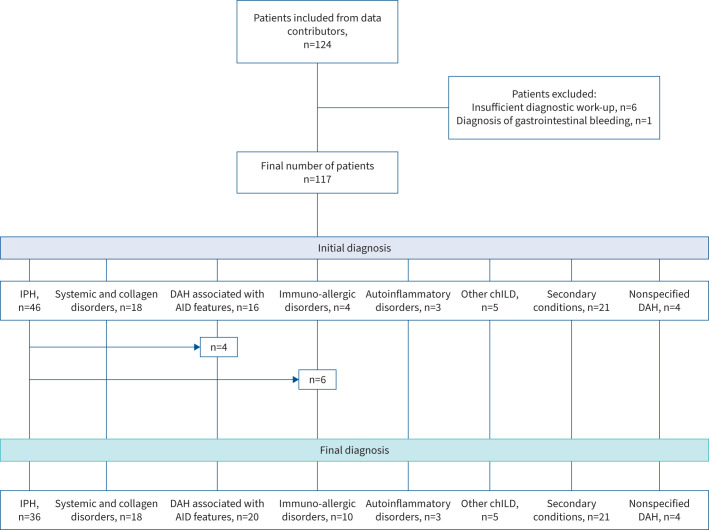 Patients included from data
contributors,
n=124
Patients excluded:
Insufficient diagnostic work-up, n=6
Diagnosis of gastrointestinal bleeding, n=1
Final number of patients
n=117
Initial diagnosis
IPH,
n=46
Systemic and collagen
disorders, n=18
DAH associated with
AID features, n=16
Immuno-allergic
disorders, n=4
Autoinflammatory
disorders, n=3
Other chILD,
n=5
Secondary
conditions, n=21
Nonspecified
DAH, n=4
n=4
n=6
Final diagnosis
IPH,
n=36
Systemic and collagen
disorders, n=18
DAH associated with
AID features, n=20
Immuno-allergic
disorders, n=10
Autoinflammatory
disorders, n=3
Other chILD,
n=5
Secondary
conditions, n=21
Nonspecified
DAH, n=4